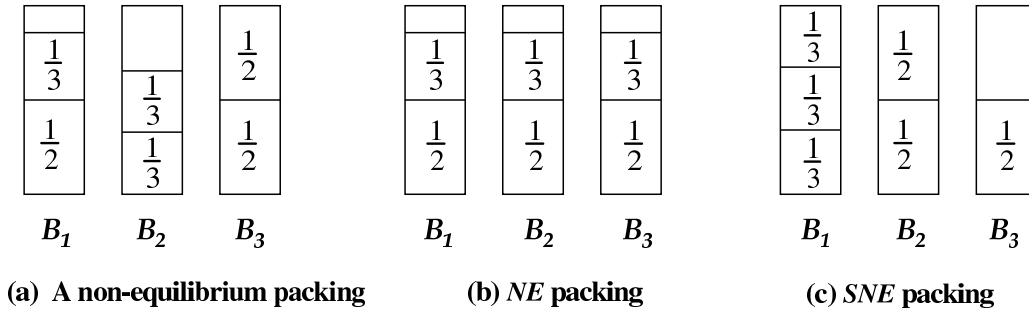 1/3 1/2 1/3 1/3 1/3 1/3 1/2
1/2 1/3 1/2 1/2 1/2 1/2 1/3 1/3 1/2 1/2
B1 B2 B3 B1 B2 B3 B1 B2 B3
(a) A non-equilibrium packing (b) NE packing (c) SNE packing